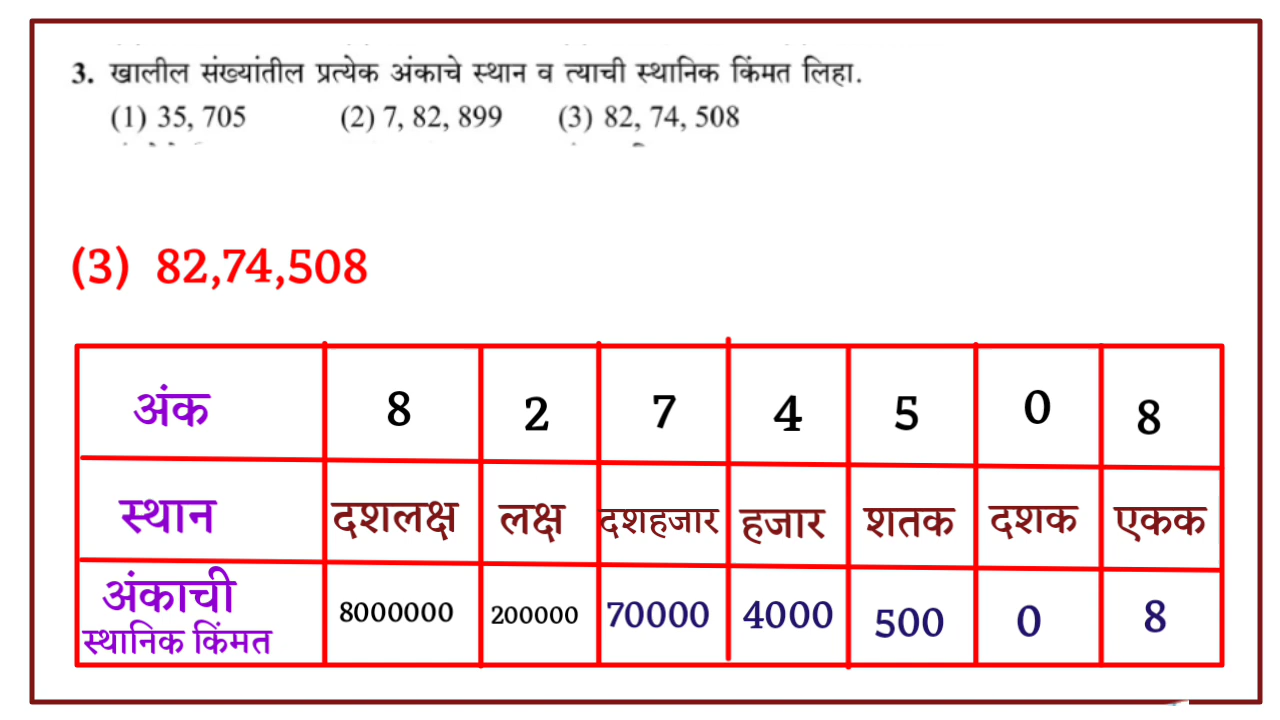 3. खालील संख्यांतील प्रत्येक अंकाचे स्थान व त्याची स्थानिक किंमत लिहा.
(1) 35, 705 (2) 7, 82, 899 (3) 82, 74, 508
(3) 82,74,508
अंक 8 2 7 4 5 0 8
स्थान दशलक्ष लक्ष दशहजार हजार शतक दशक एकक
अंकाची
स्थानिक किंमत 8000000 200000 70000 4000 500 0 8